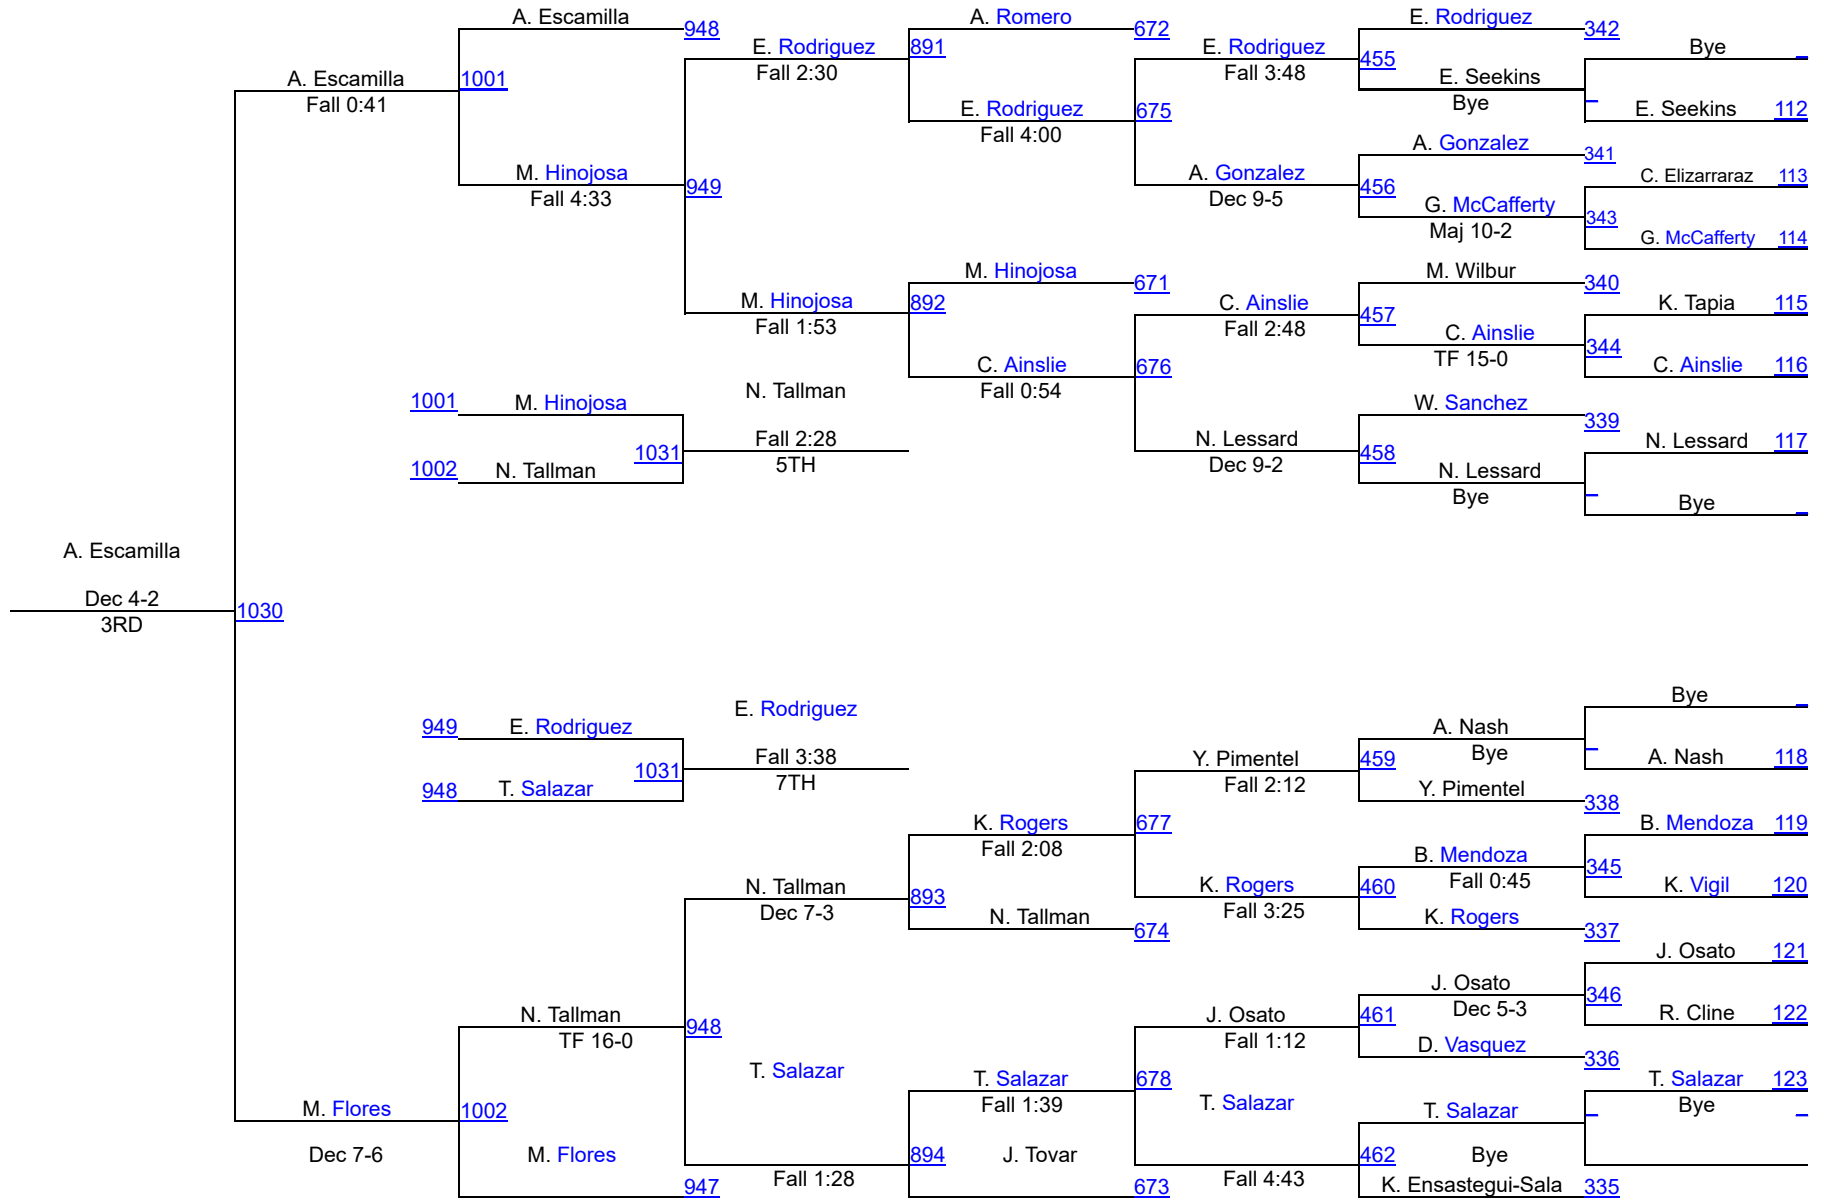 A. Escamilla
948
A. Romero
672
E. Rodriguez
342
Bye
E. Rodriguez
891
Fall 2:30
E. Rodriguez
Fall 3:48
455
E. Seekins
Bye
A. Escamilla
Fall 0:41
1001
E. Rodriguez
Fall 4:00
675
E. Seekins 112
A. Gonzalez
341
M. Hinojosa
Fall 4:33
949
A. Gonzalez
Dec 9-5
456
C. Elizarraraz 113
G. McCafferty
Maj 10-2
343
G. McCafferty 114
M. Hinojosa
671
M. Wilbur
340
M. Hinojosa
Fall 1:53
892
C. Ainslie
Fall 2:48
457
K. Tapia 115
C. Ainslie
TF 15-0
344
C. Ainslie
Fall 0:54
676
C. Ainslie 116
N. Tallman
1001 M. Hinojosa
W. Sanchez
339
Fall 2:28
5TH
1031
N. Lessard
Dec 9-2
458
N. Lessard 117
1002 N. Tallman
N. Lessard
Bye
Bye
A. Escamilla
Dec 4-2
3RD
1030
Bye
E. Rodriguez
949 E. Rodriguez
A. Nash
Bye
Fall 3:38
7TH
1031
Y. Pimentel
Fall 2:12
459
A. Nash 118
948 T. Salazar
Y. Pimentel
338
K. Rogers
Fall 2:08
677
B. Mendoza 119
B. Mendoza
Fall 0:45
345
N. Tallman
Dec 7-3
893
K. Rogers
Fall 3:25
460
K. Vigil 120
N. Tallman
674
K. Rogers
337
J. Osato 121
J. Osato
Dec 5-3
346
N. Tallman
TF 16-0
948
J. Osato
Fall 1:12
461
R. Cline 122
D. Vasquez
336
T. Salazar
T. Salazar
Fall 1:39
678
T. Salazar 123
Bye
M. Flores
1002
T. Salazar
T. Salazar
Dec 7-6
M. Flores
894
J. Tovar
462
Bye
Fall 1:28
Fall 4:43
947
673
K. Ensastegui-Sala
335